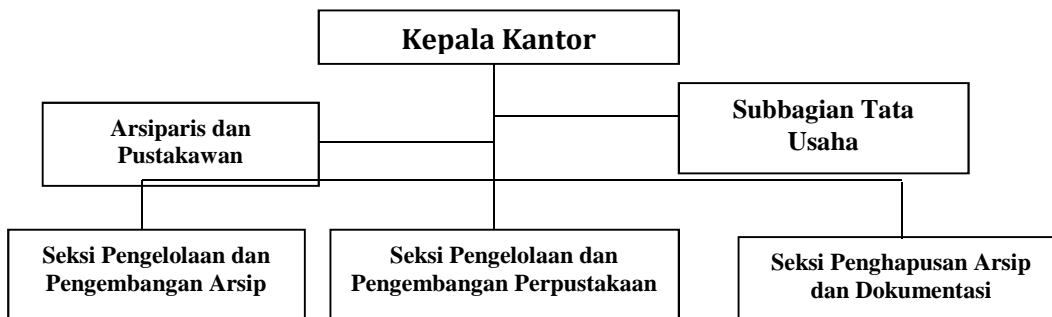 Kepala Kantor
Subbagian Tata
Usaha
Arsiparis dan
Pustakawan
Seksi Pengelolaan dan
Pengembangan Arsip
Seksi Pengelolaan dan
Pengembangan Perpustakaan
Seksi Penghapusan Arsip
dan Dokumentasi